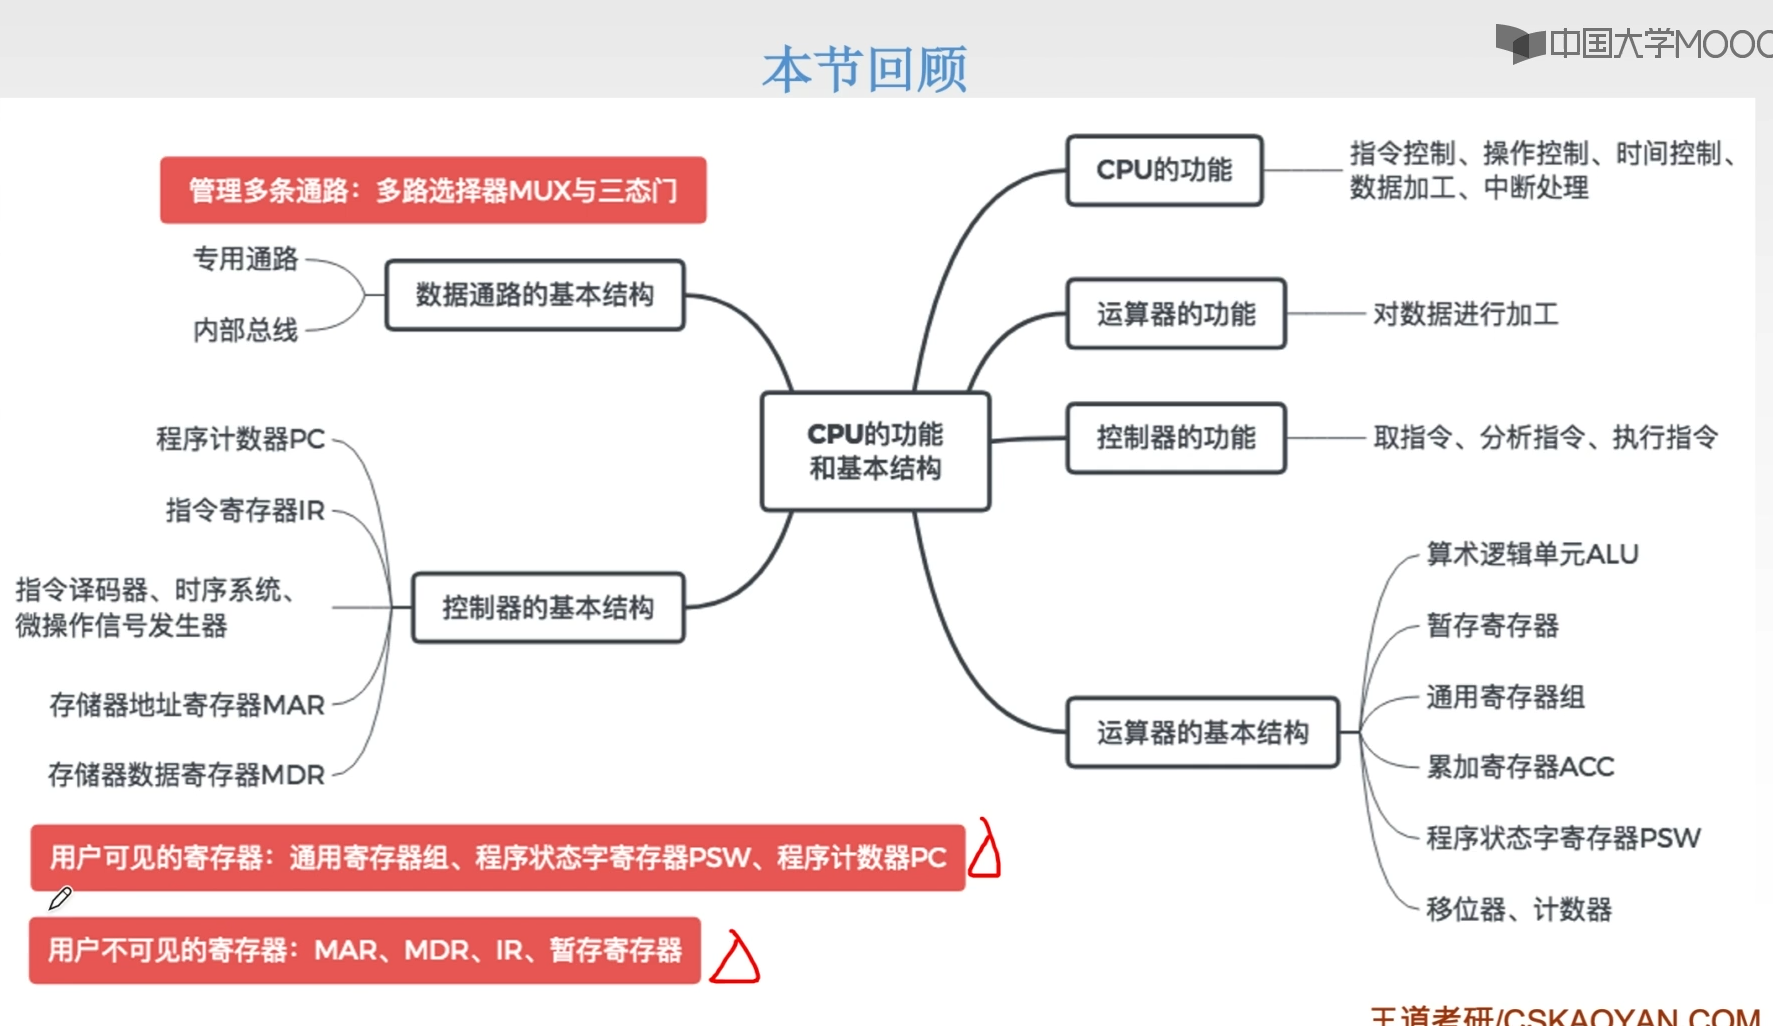 中国大学MOOC
本节回顾
管理多条通路：多路选择器MUX与三态门
专用通路
内部总线
数据通路的基本结构
程序计数器PC
指令寄存器IR
指令译码器、时序系统、
微操作信号发生器
存储器地址寄存器MAR
存储器数据寄存器MDR
控制器的基本结构
CPU的功能
和基本结构
CPU的功能
指令控制、操作控制、时间控制、
数据加工、中断处理
运算器的功能
对数据进行加工
控制器的功能
取指令、分析指令、执行指令
运算器的基本结构
算术逻辑单元ALU
暂存寄存器
通用寄存器组
累加寄存器ACC
程序状态字寄存器PSW
移位器、计数器
用户可见的寄存器：通用寄存器组、程序状态字寄存器PSW、程序计数器PC
用户不可见的寄存器：MAR、MDR、IR、暂存寄存器
王道考研/CSKAOYAN.COM